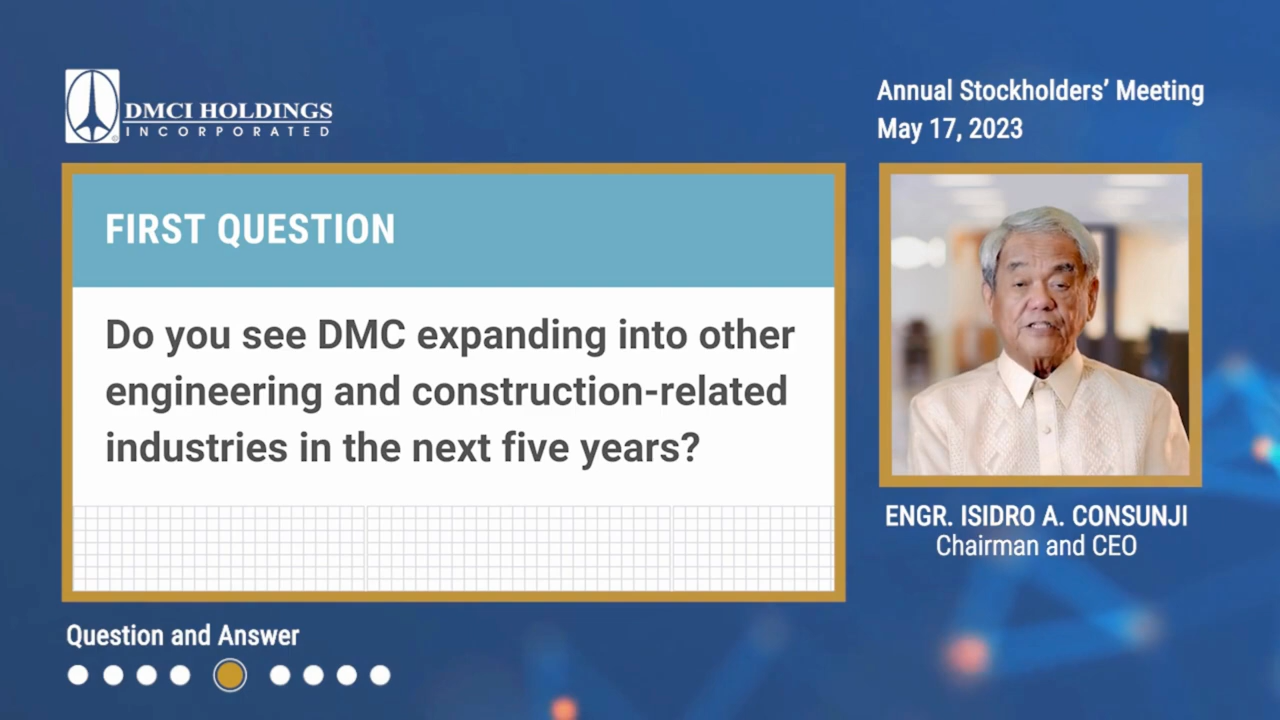 DMCI HOLDINGS
INCORPORATED
Annual Stockholders’ Meeting
May 17, 2023
FIRST QUESTION
Do you see DMC expanding into other
engineering and construction-related
industries in the next five years?
ENGR. ISIDRO A. CONSUNJI
Chairman and CEO
Question and Answer